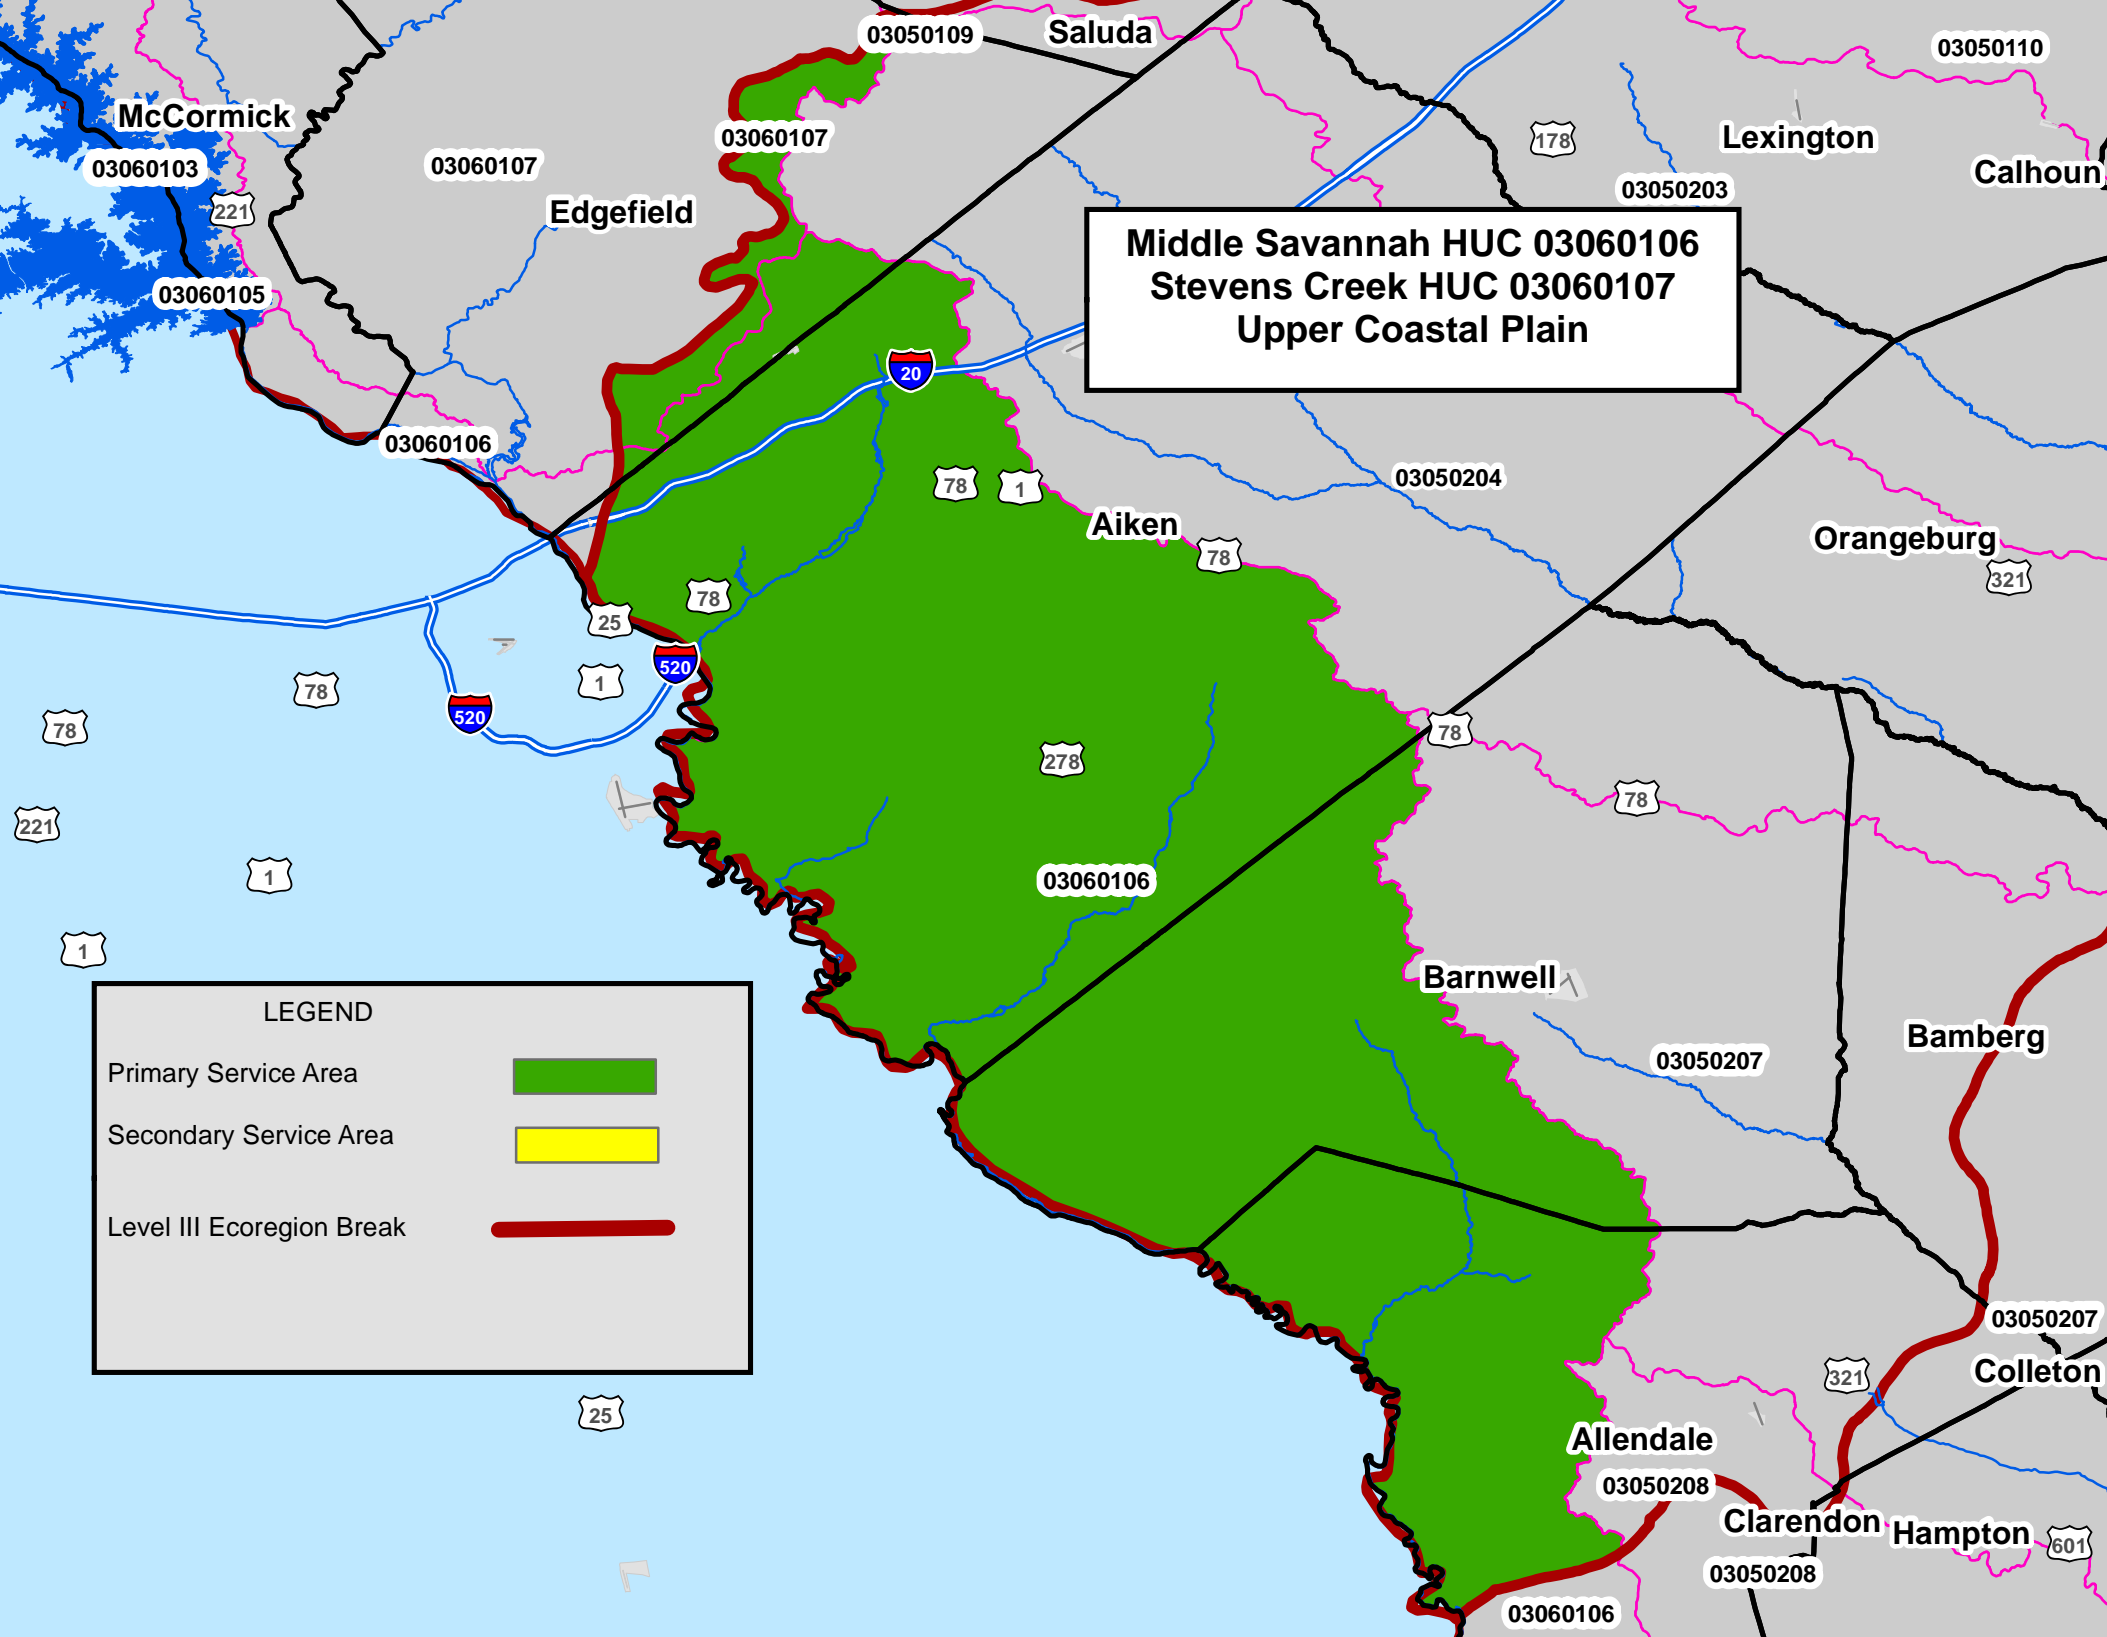 03050109
Saluda
03050110
McCormick
03060107
178
Lexington
03060103
03060107
Calhoun
221
Edgefield
03050203
Middle Savannah HUC 03060106
Stevens Creek HUC 03060107
Upper Coastal Plain
03060105
20
03060106
78
1
03050204
Aiken
78
Orangeburg
321
78
25
520
1
78
520
78
78
278
78
221
1
03060106
1
Barnwell
LEGEND
Primary Service Area
Secondary Service Area
Level III Ecoregion Break
Bamberg
03050207
03050207
321
Colleton
25
Allendale
03050208
Clarendon
Hampton
601
03050208
03060106